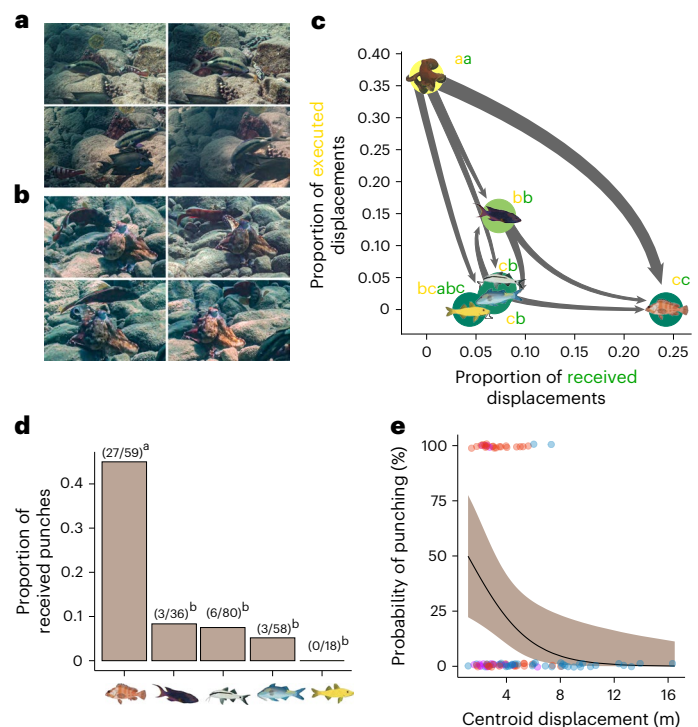 a
b
c
0.40
0.35
0.30
0.25
0.20
0.15
0.10
0.05
0
Proportion of executed
displacements
aa
bb
cb
bcabc
cb
cc
0 0.05 0.10 0.15 0.20 0.25
Proportion of received
displacements
d
Proportion of
received punches
0.4
0.3
0.2
0.1
0
(27/59)a
(3/36)b
(6/80)b
(3/58)b
(0/18)b
e
Probability of punching (%)
100
75
50
25
0
4 8 12 16
Centroid displacement (m)